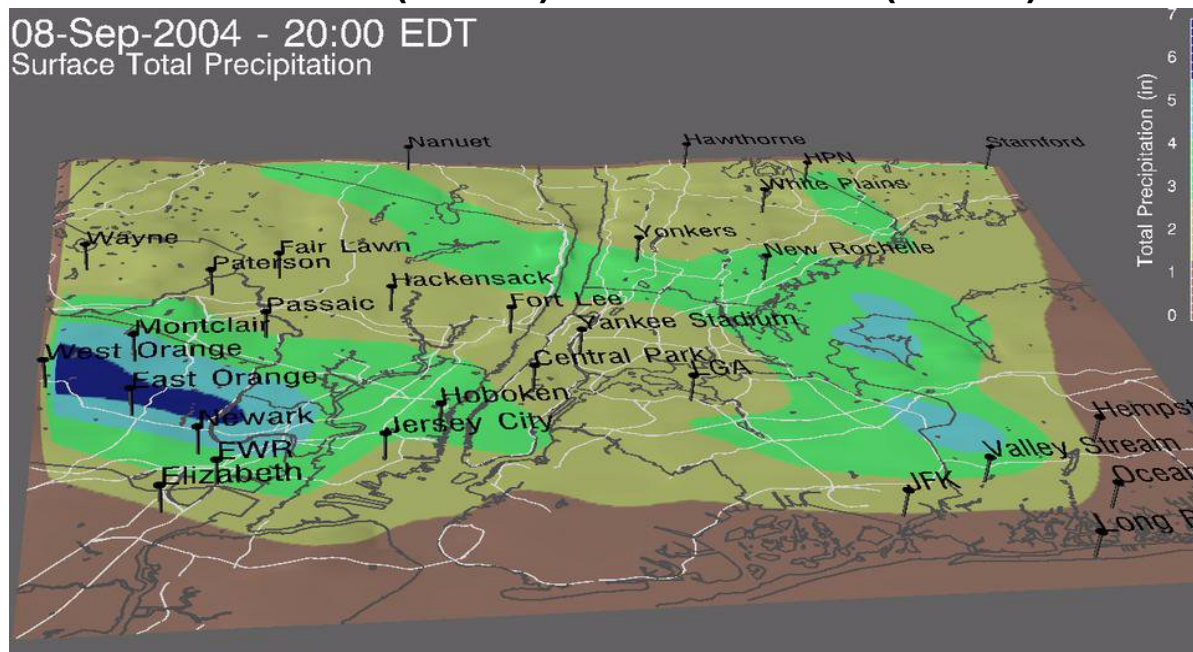 08-Sep-2004 - 20:00 EDT
Surface Total Precipitation
7
6
5
4
3
2
1
0
Total Precipitation (in)
Nanuet
Hawthorne
Stamford
HPN
White Plains
Wayne
Fair Lawn
Yonkers
New Rochelle
Paterson
Hackensack
Passaic
Fort Lee
Montclair
Yankee Stadium
West Orange
Central Park
LGA
East Orange
Hoboken
Newark
Jersey City
EWR
Elizabeth
Valley Stream
JFK